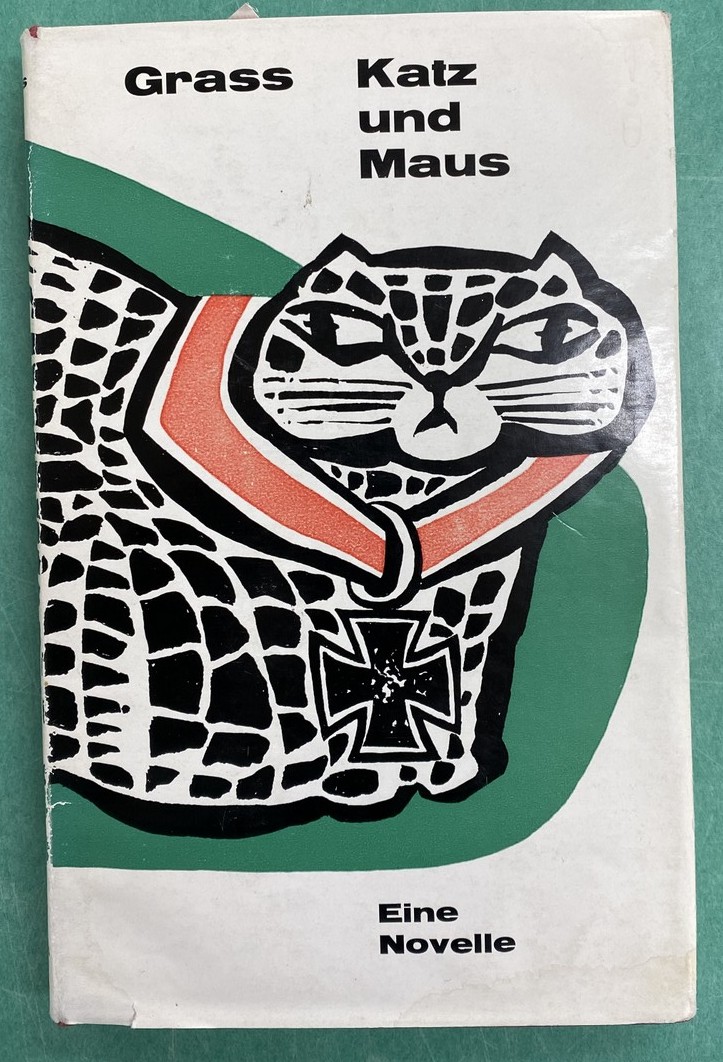 Grass
Katz
und
Maus
Eine
Novelle